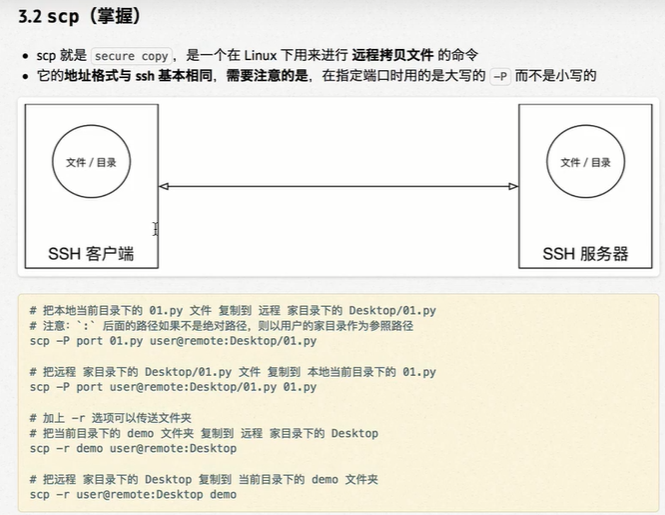 3.2 scp（掌握）
• scp 就是 secure copy，是一个在 Linux 下用来进行 远程拷贝文件 的命令
• 它的地址格式与 ssh 基本相同，需要注意的是，在指定端口时用的是大写的 -P 而不是小写的
文件 / 目录
文件 / 目录
SSH 客户端
SSH 服务器
# 把本地当前目录下的 01.py 文件 复制到 远程 家目录下的 Desktop/01.py
# 注意：`:` 后面的路径如果不是绝对路径，则以用户的家目录作为参照路径
scp -P port 01.py user@remote:Desktop/01.py
# 把远程 家目录下的 Desktop/01.py 文件 复制到 本地当前目录下的 01.py
scp -P port user@remote:Desktop/01.py 01.py
# 加上 -r 选项可以传送文件夹
# 把当前目录下的 demo 文件夹 复制到 远程 家目录下的 Desktop
scp -r demo user@remote:Desktop
# 把远程 家目录下的 Desktop 复制到 当前目录下的 demo 文件夹
scp -r user@remote:Desktop demo